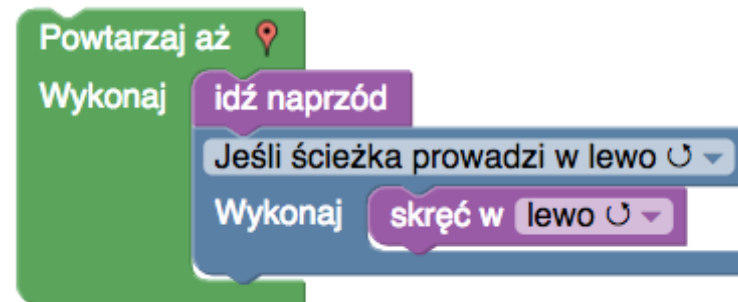 Powtarzaj aż
Wykonaj idź naprzód
Jeśli ścieżka prowadzi w lewo ↺
Wykonaj skręć w lewo ↺